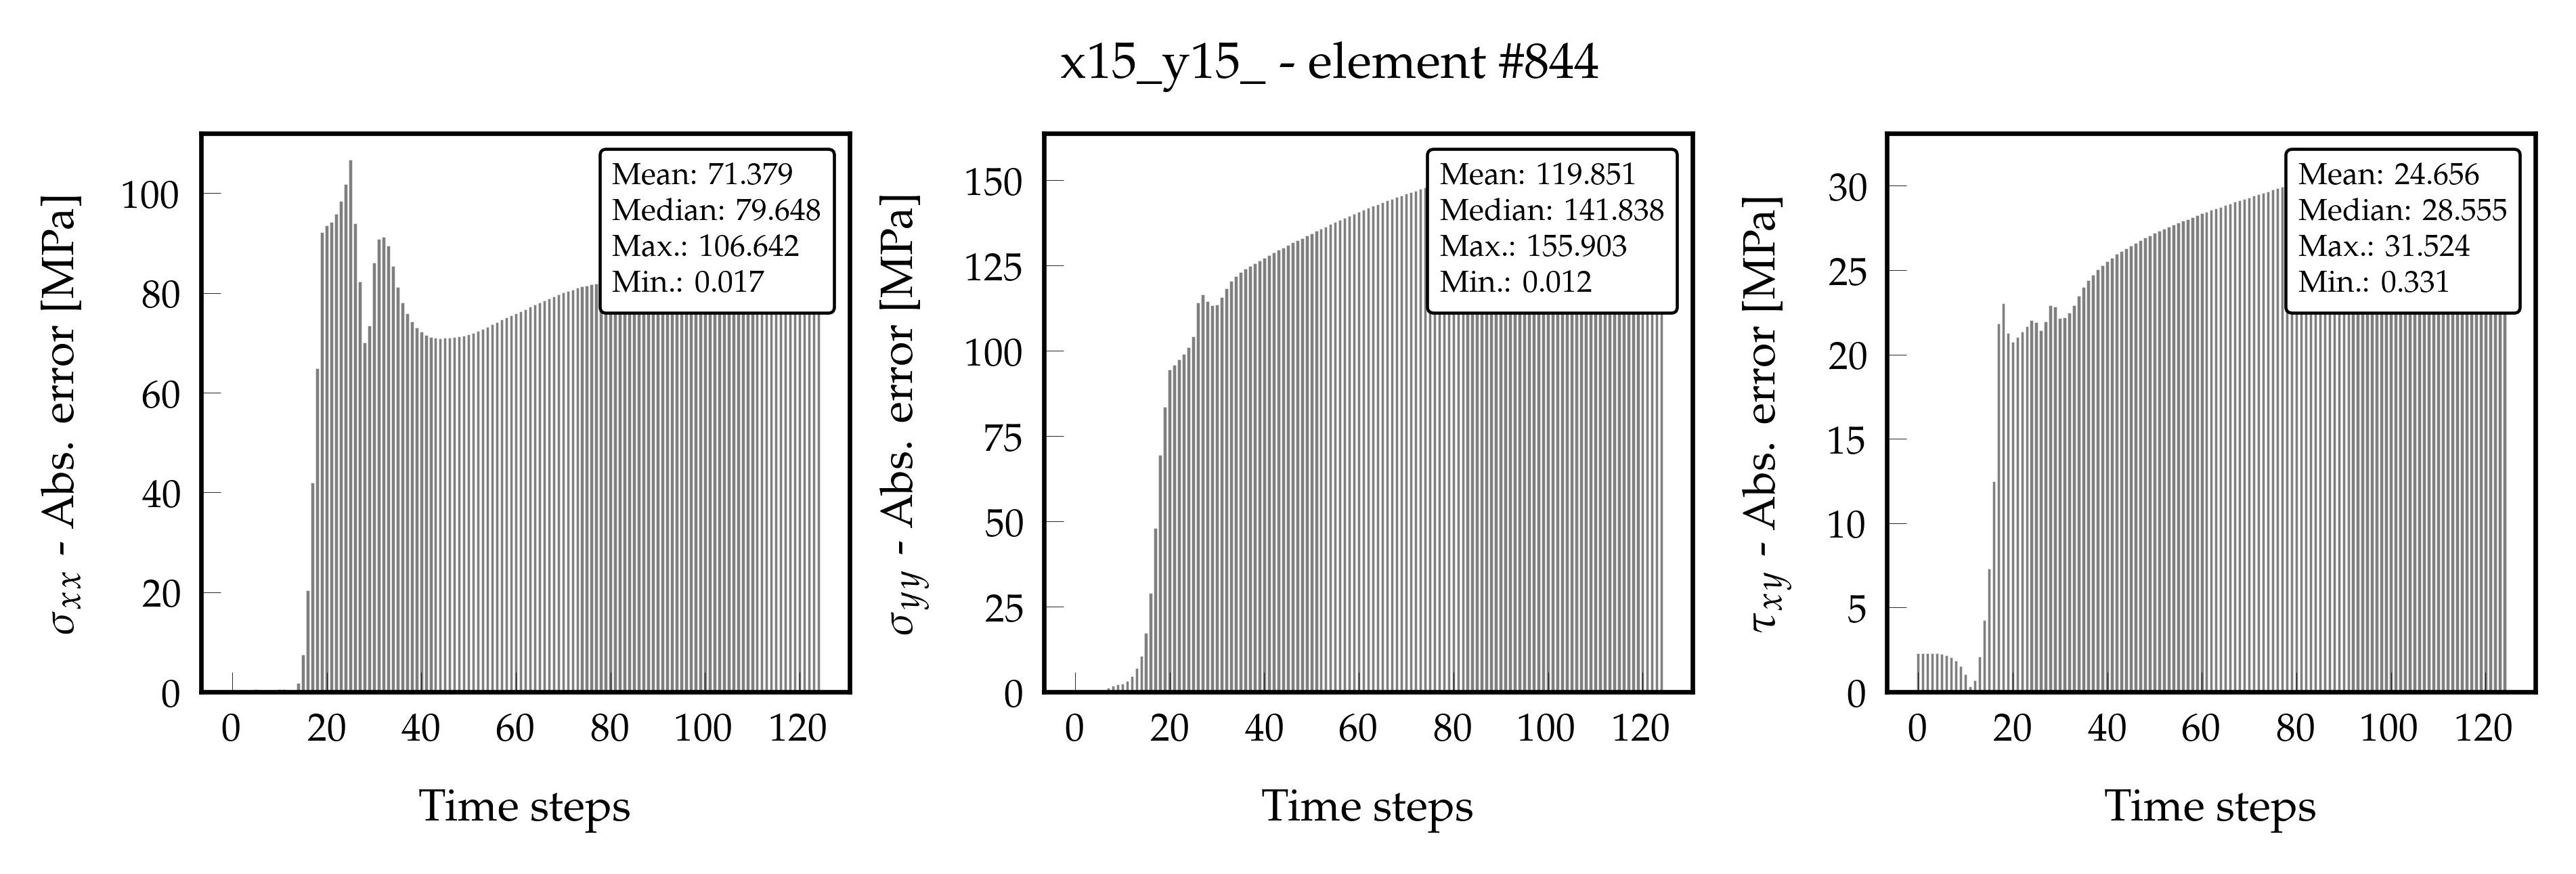 x15_y15_ - element #844
σxx - Abs. error [MPa]
100
80
60
40
20
0
Mean: 71.379
Median: 79.648
Max.: 106.642
Min.: 0.017
0 20 40 60 80 100 120
Time steps
σyy - Abs. error [MPa]
150
125
100
75
50
25
0
Mean: 119.851
Median: 141.838
Max.: 155.903
Min.: 0.012
0 20 40 60 80 100 120
Time steps
τxy - Abs. error [MPa]
30
25
20
15
10
5
0
Mean: 24.656
Median: 28.555
Max.: 31.524
Min.: 0.331
0 20 40 60 80 100 120
Time steps